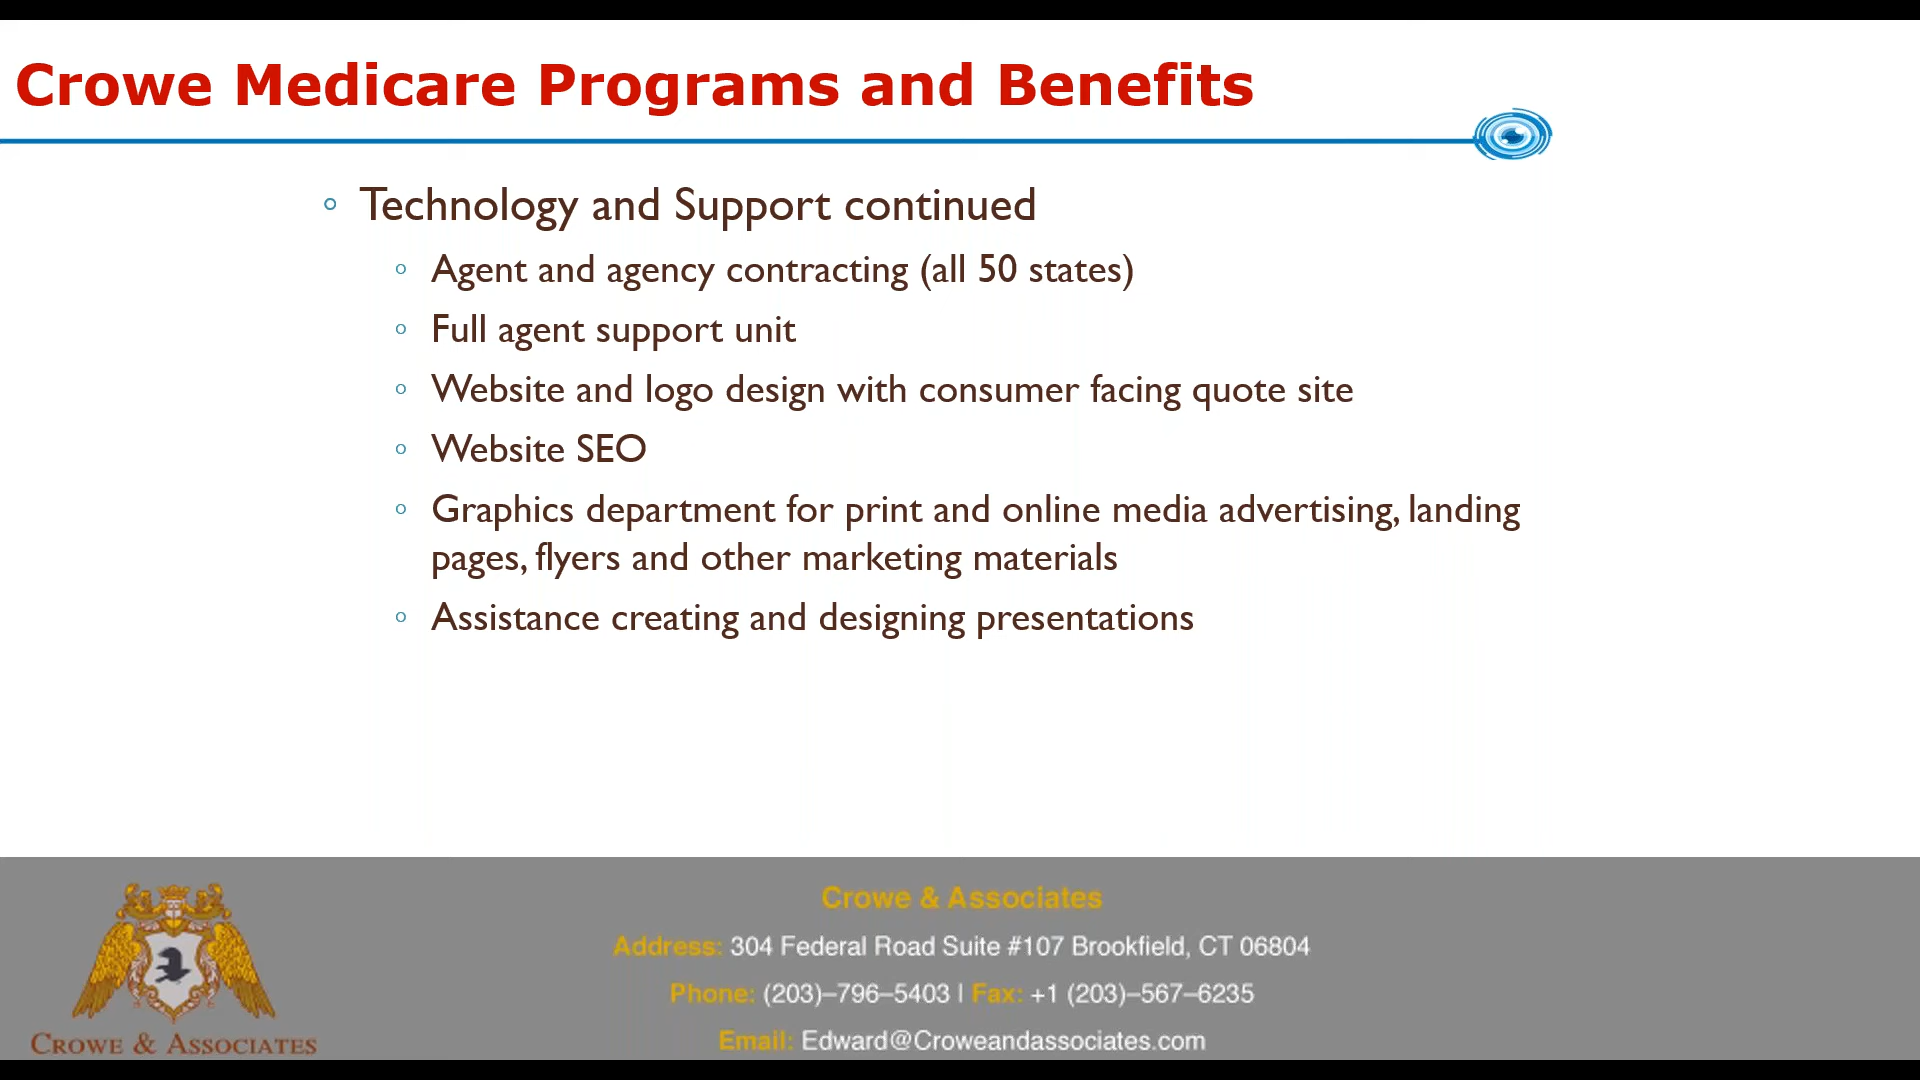 Crowe Medicare Programs and Benefits
Technology and Support continued
Agent and agency contracting (all 50 states)
Full agent support unit
Website and logo design with consumer facing quote site
Website SEO
Graphics department for print and online media advertising, landing
pages, flyers and other marketing materials
Assistance creating and designing presentations
Crowe & Associates
Address: 304 Federal Road Suite #107 Brookfield, CT 06804
Phone: (203)–796–5403 | Fax: +1 (203)–567–6235
Email: Edward@Croweandassociates.com
CROWE & ASSOCIATES